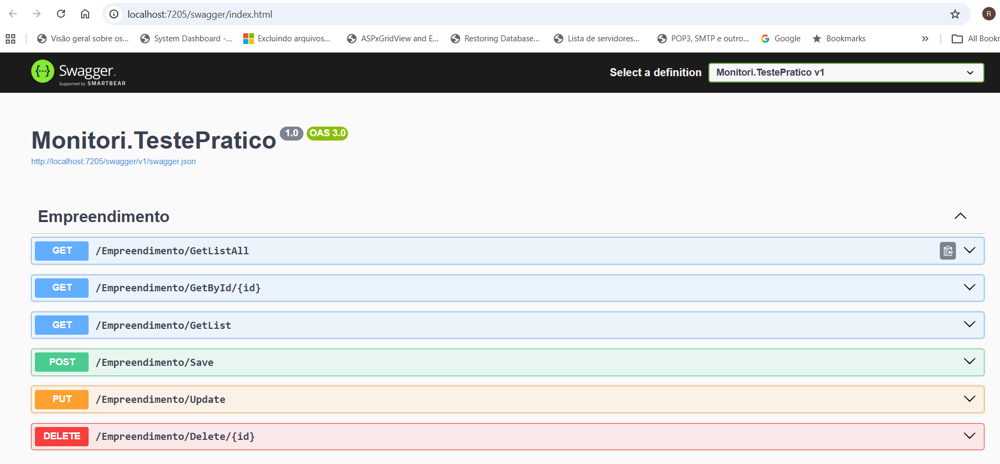 localhost:7205/swagger/index.html
R
Visão geral sobre os...
System Dashboard -...
Excluindo arquivos...
ASPxGridView and E...
Restoring Database...
Lista de servidores...
POP3, SMTP e outro...
Google
Bookmarks
»
All Bookr
{···} Swagger™
Supported by SMARTBEAR
Select a definition
Monitori.TestePratico v1
Monitori.TestePratico 1.0 OAS 3.0
http://localhost:7205/swagger/v1/swagger.json
Empreendimento
GET /Empreendimento/GetListAll
GET /Empreendimento/GetById/{id}
GET /Empreendimento/GetList
POST /Empreendimento/Save
PUT /Empreendimento/Update
DELETE /Empreendimento/Delete/{id}